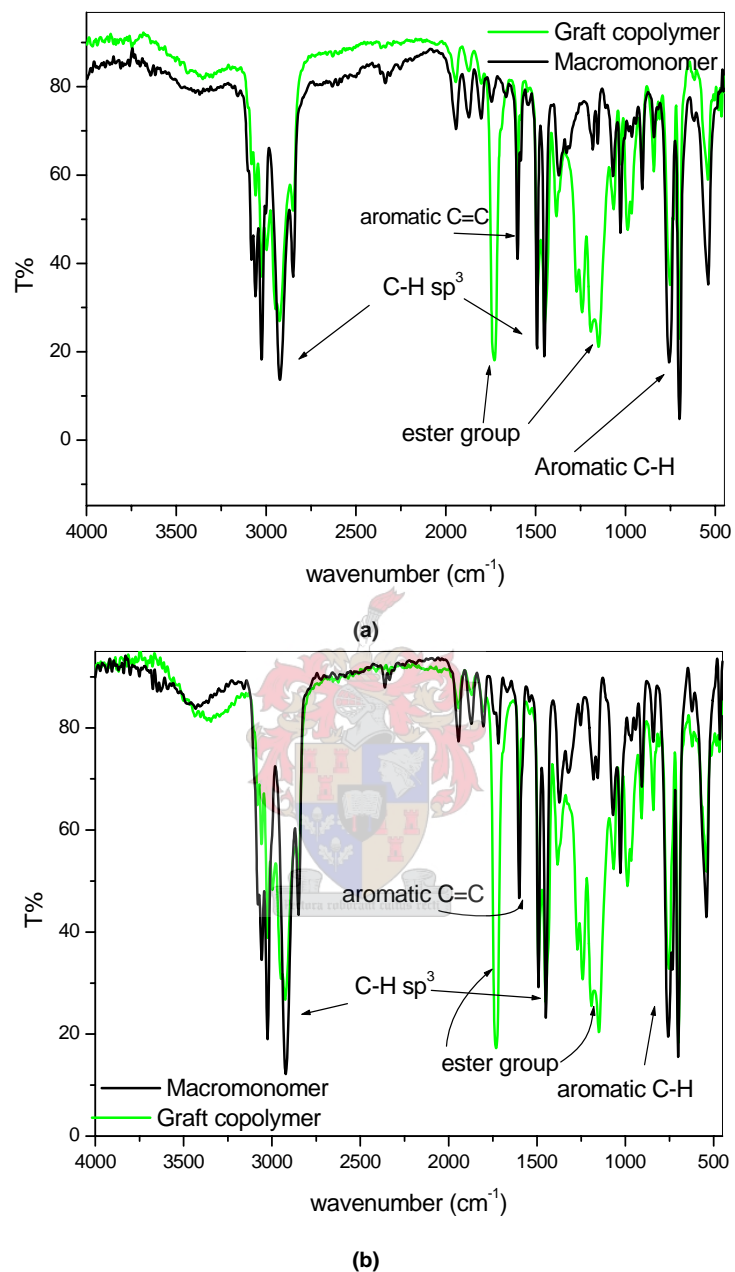 Graft copolymer
Macromonomer
80
60
40
20
0
T%
aromatic C=C
C-H sp³
ester group
Aromatic C-H
4000 3500 3000 2500 2000 1500 1000 500
wavenumber (cm⁻¹)
(a)
80
60
40
20
0
T%
aromatic C=C
C-H sp³
ester group
aromatic C-H
Macromonomer
Graft copolymer
4000 3500 3000 2500 2000 1500 1000 500
wavenumber (cm⁻¹)
(b)